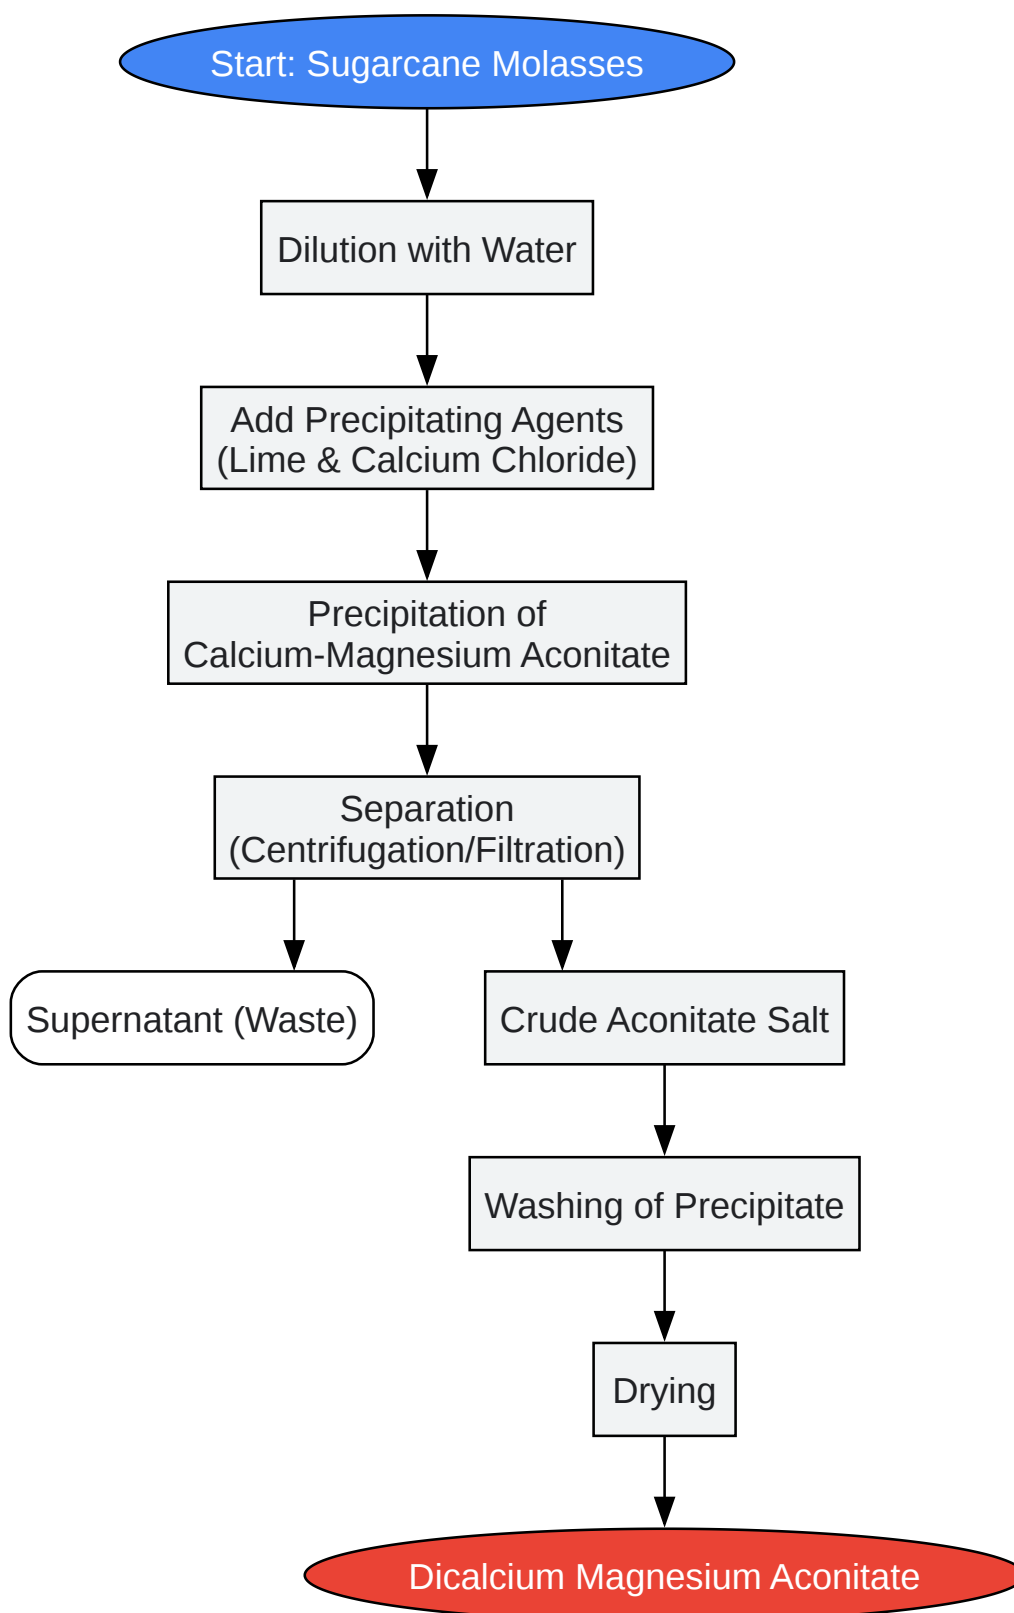 Start: Sugarcane Molasses
Dilution with Water
Add Precipitating Agents
(Lime & Calcium Chloride)
Precipitation of
Calcium-Magnesium Aconitate
Separation
(Centrifugation/Filtration)
Supernatant (Waste)
Crude Aconitate Salt
Washing of Precipitate
Drying
Dicalcium Magnesium Aconitate